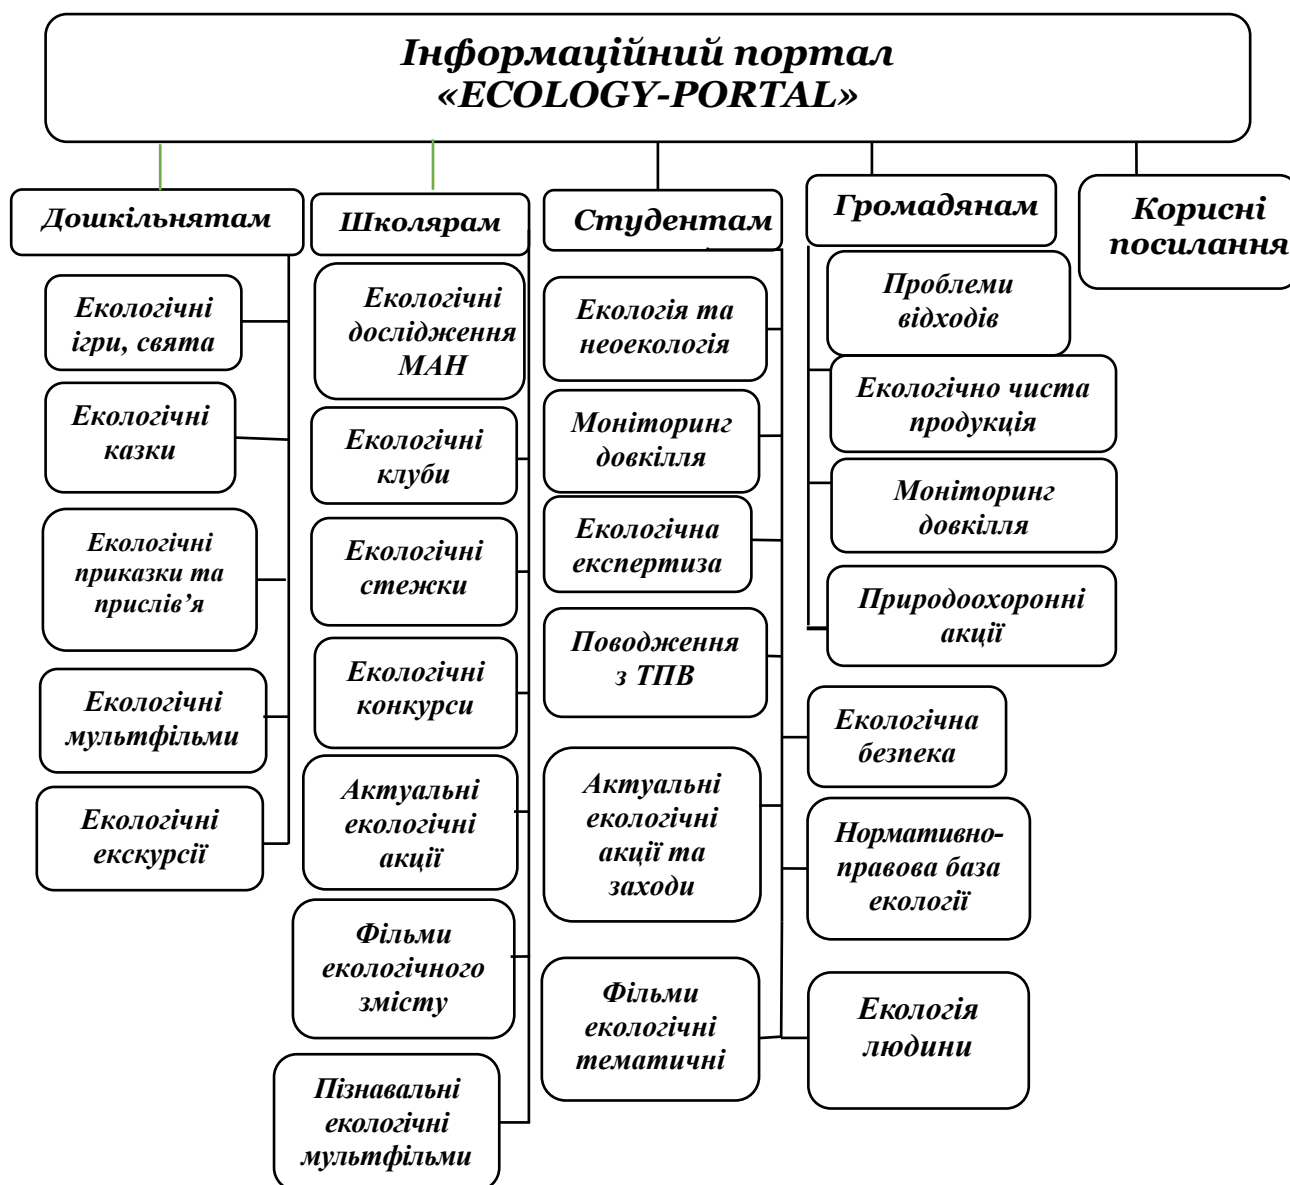 Інформаційний портал
«ECOLOGY-PORTAL»
Дошкільнятам
Екологічні
ігри, свята
Екологічні
казки
Екологічні
приказки та
прислів’я
Екологічні
мультфільми
Екологічні
екскурсії
Школярам
Екологічні
дослідження
МАН
Екологічні
клуби
Екологічні
стежки
Екологічні
конкурси
Актуальні
екологічні
акції
Фільми
екологічного
змісту
Пізнавальні
екологічні
мультфільми
Студентам
Екологія та
неоекологія
Моніторинг
довкілля
Екологічна
експертиза
Поводження
з ТПВ
Актуальні
екологічні
акції та
заходи
Фільми
екологічні
тематичні
Екологічна
безпека
Нормативно-
правова база
екології
Екологія
людини
Громадянам
Проблеми
відходів
Екологічно чиста
продукція
Моніторинг
довкілля
Природоохоронні
акції
Корисні
посилання